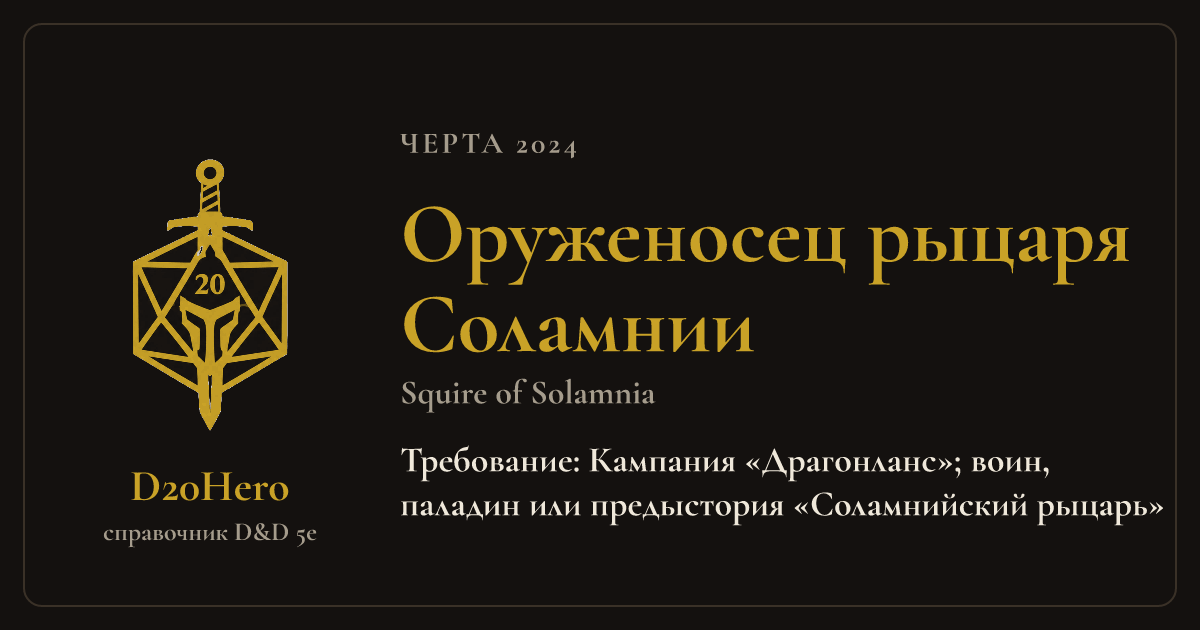 ЧЕРТА 2024
Оруженосец рыцаря
Соламнии
Squire of Solamnia
Требование: Кампания «Драгонланс»; воин,
паладин или предыстория «Соламнийский рыцарь»
20
D20Hero
справочник D&D 5e